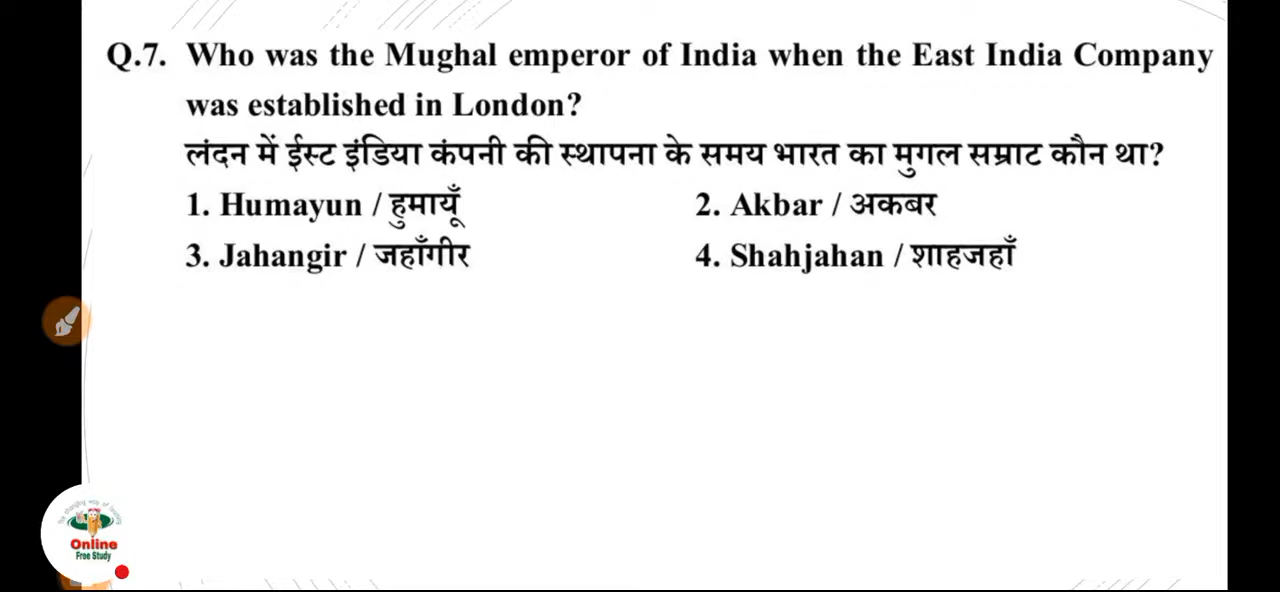 Q.7. Who was the Mughal emperor of India when the East India Company
was established in London?
लंदन में ईस्ट इंडिया कंपनी की स्थापना के समय भारत का मुगल सम्राट कौन था?
1. Humayun / हुमायूँ 2. Akbar / अकबर
3. Jahangir / जहाँगीर 4. Shahjahan / शाहजहाँ
Online
Free Study